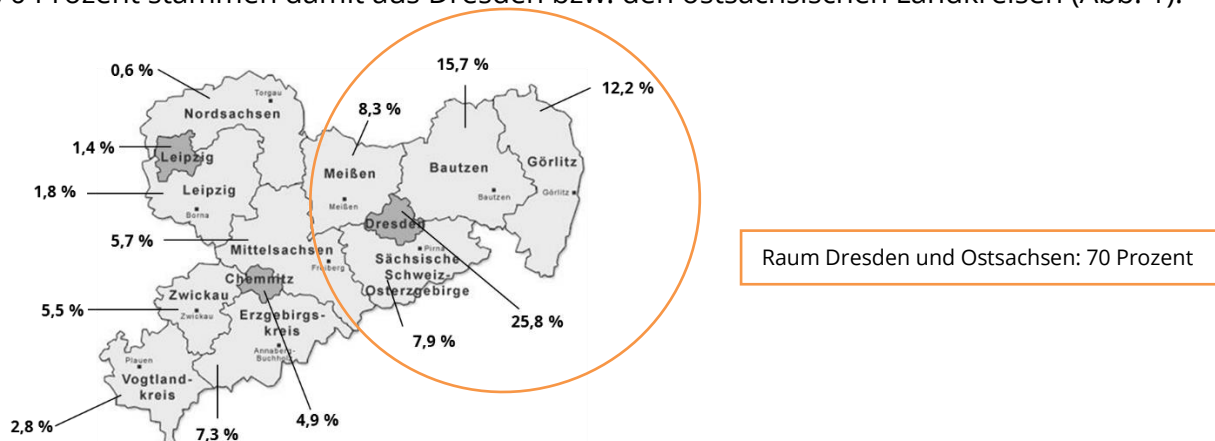 Prozent stammen damit aus Dresden bzw. den ostsächsischen Landkreisen (Abb. 1).
15,7 %
0,6 %
12,2 %
Torgau
8,3 %
Nordsachsen
1,4 %
Leipzig
Meißen
Bautzen
Görlitz
1,8 %
Leipzig
Borna
Meißen
Bautzen
Görlitz
Dresden
5,7 %
Mittelsachsen
Pirna
Freiberg
Sächsische
Schweiz-
Osterzgebirge
Raum Dresden und Ostsachsen: 70 Prozent
Chemnitz
Zwickau
5,5 %
Zwickau
Erzgebirgs-
kreis
25,8 %
7,9 %
Annaberg-
Buchholz
Plauen
Vogtland-
kreis
4,9 %
2,8 %
7,3 %